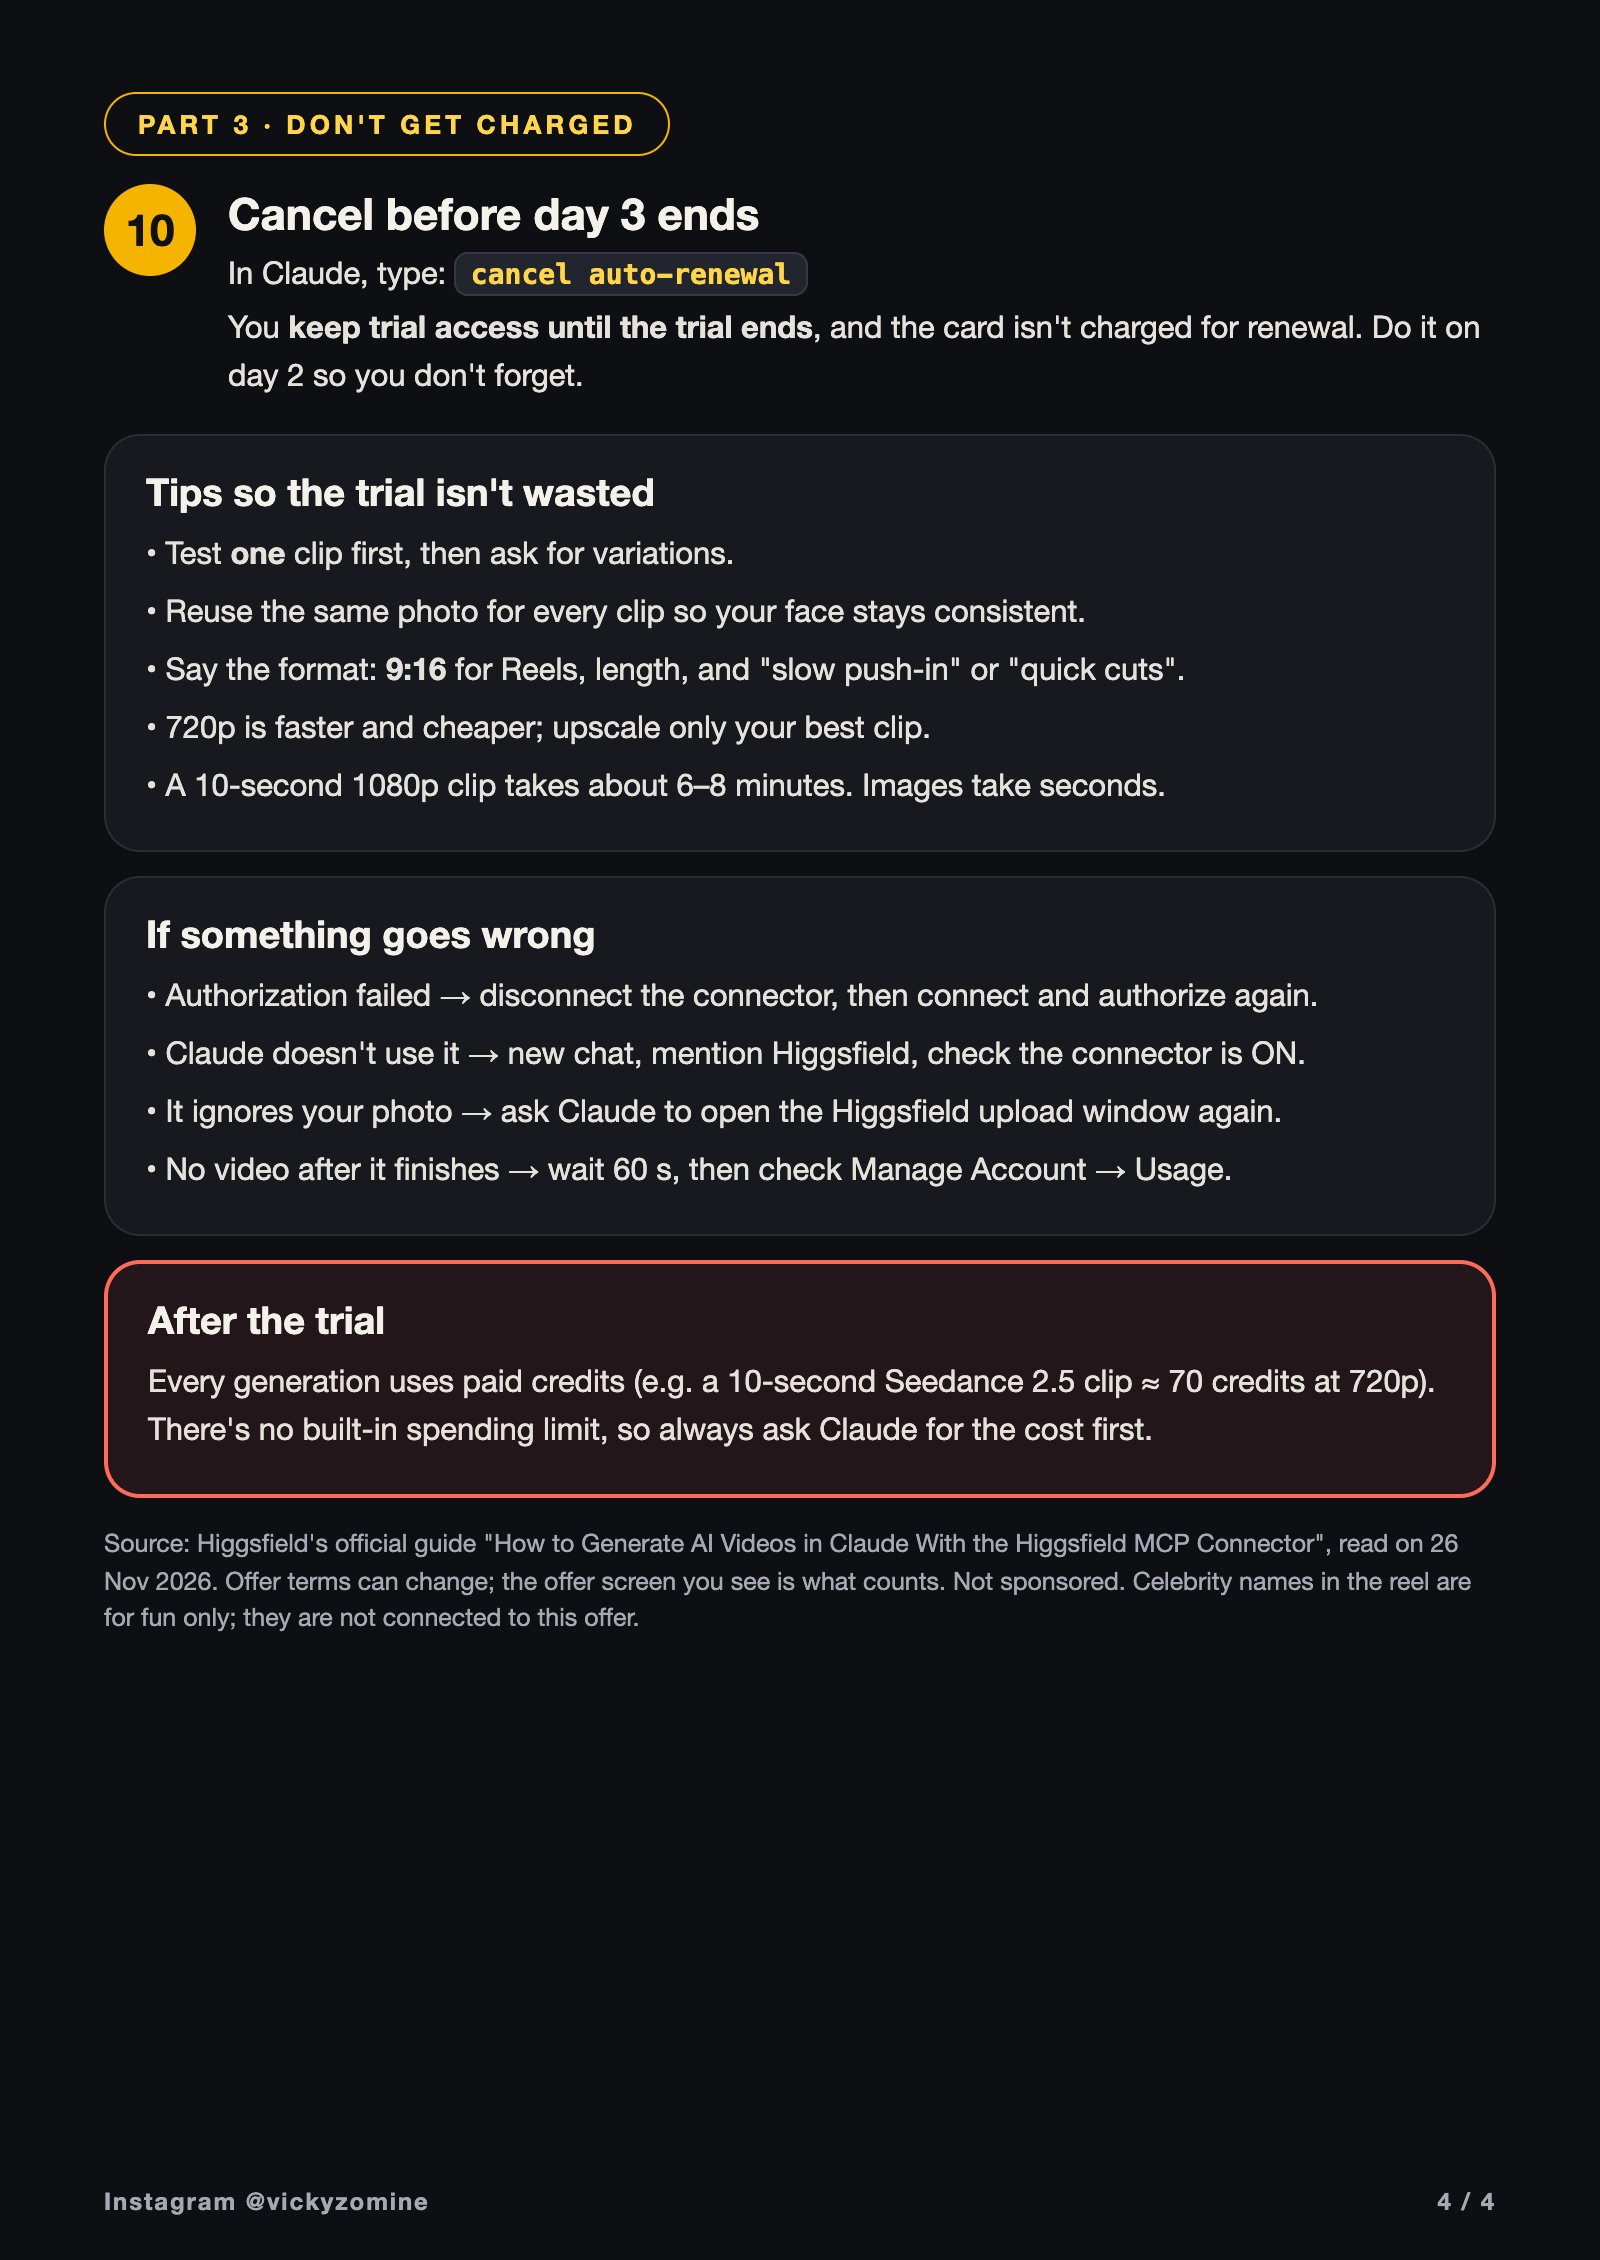 PART 3 · DON'T GET CHARGED
10
Cancel before day 3 ends
In Claude, type: cancel auto-renewal
You keep trial access until the trial ends, and the card isn't charged for renewal. Do it on
day 2 so you don't forget.
Tips so the trial isn't wasted
• Test one clip first, then ask for variations.
• Reuse the same photo for every clip so your face stays consistent.
• Say the format: 9:16 for Reels, length, and "slow push-in" or "quick cuts".
• 720p is faster and cheaper; upscale only your best clip.
• A 10-second 1080p clip takes about 6–8 minutes. Images take seconds.
If something goes wrong
• Authorization failed → disconnect the connector, then connect and authorize again.
• Claude doesn't use it → new chat, mention Higgsfield, check the connector is ON.
• It ignores your photo → ask Claude to open the Higgsfield upload window again.
• No video after it finishes → wait 60 s, then check Manage Account → Usage.
After the trial
Every generation uses paid credits (e.g. a 10-second Seedance 2.5 clip ≈ 70 credits at 720p).
There's no built-in spending limit, so always ask Claude for the cost first.
Source: Higgsfield's official guide "How to Generate AI Videos in Claude With the Higgsfield MCP Connector", read on 26
Nov 2026. Offer terms can change; the offer screen you see is what counts. Not sponsored. Celebrity names in the reel are
for fun only; they are not connected to this offer.
Instagram @vickyzomine
4 / 4